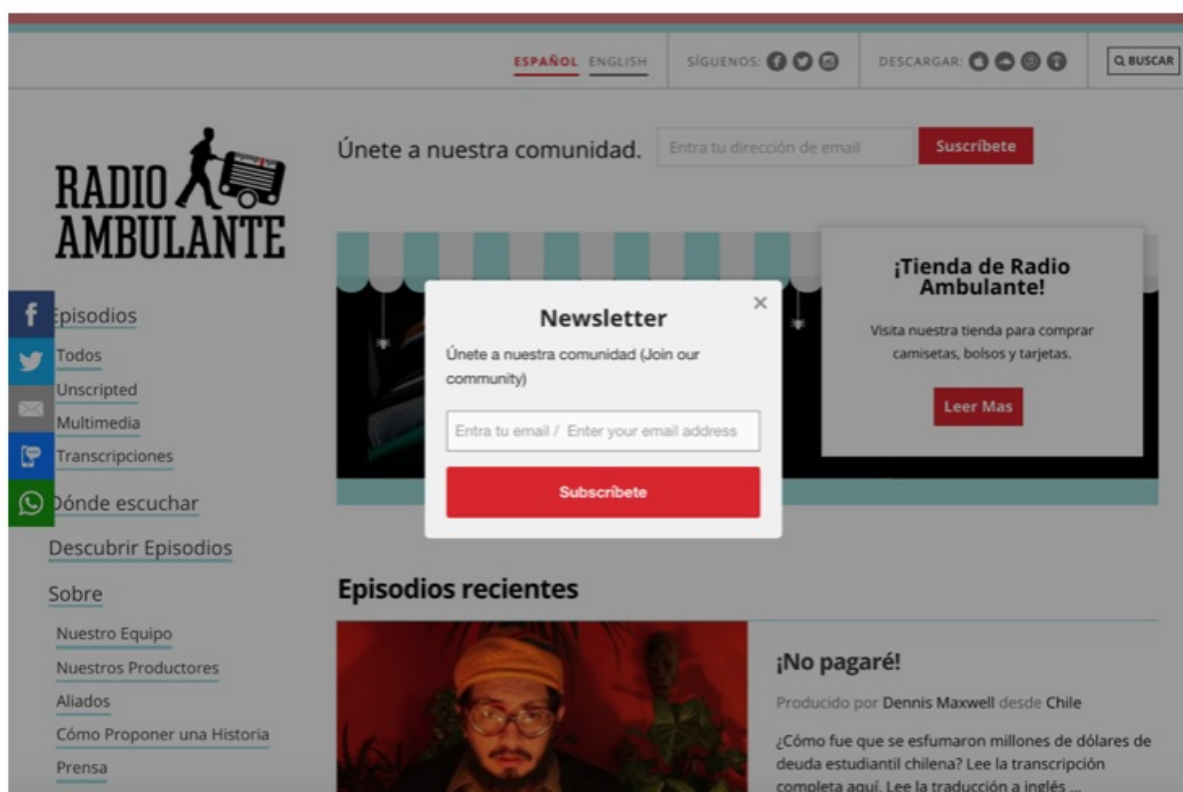 ESPAÑOL ENGLISH
SÍGUENOS:
DESCARGAR:
BUSCAR
RADIO
AMBULANTE
Únete a nuestra comunidad.
Entra tu dirección de email
Suscríbete
¡Tienda de Radio
Ambulante!
Visita nuestra tienda para comprar
camisetas, bolsos y tarjetas.
Leer Mas
Newsletter
×
Únete a nuestra comunidad (Join our
community)
Entra tu email / Enter your email address
Subscríbete
Episodios
Todos
Unscripted
Multimedia
Transcripciones
Dónde escuchar
Descubrir Episodios
Sobre
Nuestro Equipo
Nuestros Productores
Aliados
Cómo Proponer una Historia
Prensa
Episodios recientes
¡No pagaré!
Producido por Dennis Maxwell desde Chile
¿Cómo fue que se esfumaron millones de dólares de
deuda estudiantil chilena? Lee la transcripción
completa aquí. Lee la traducción a inglés ...